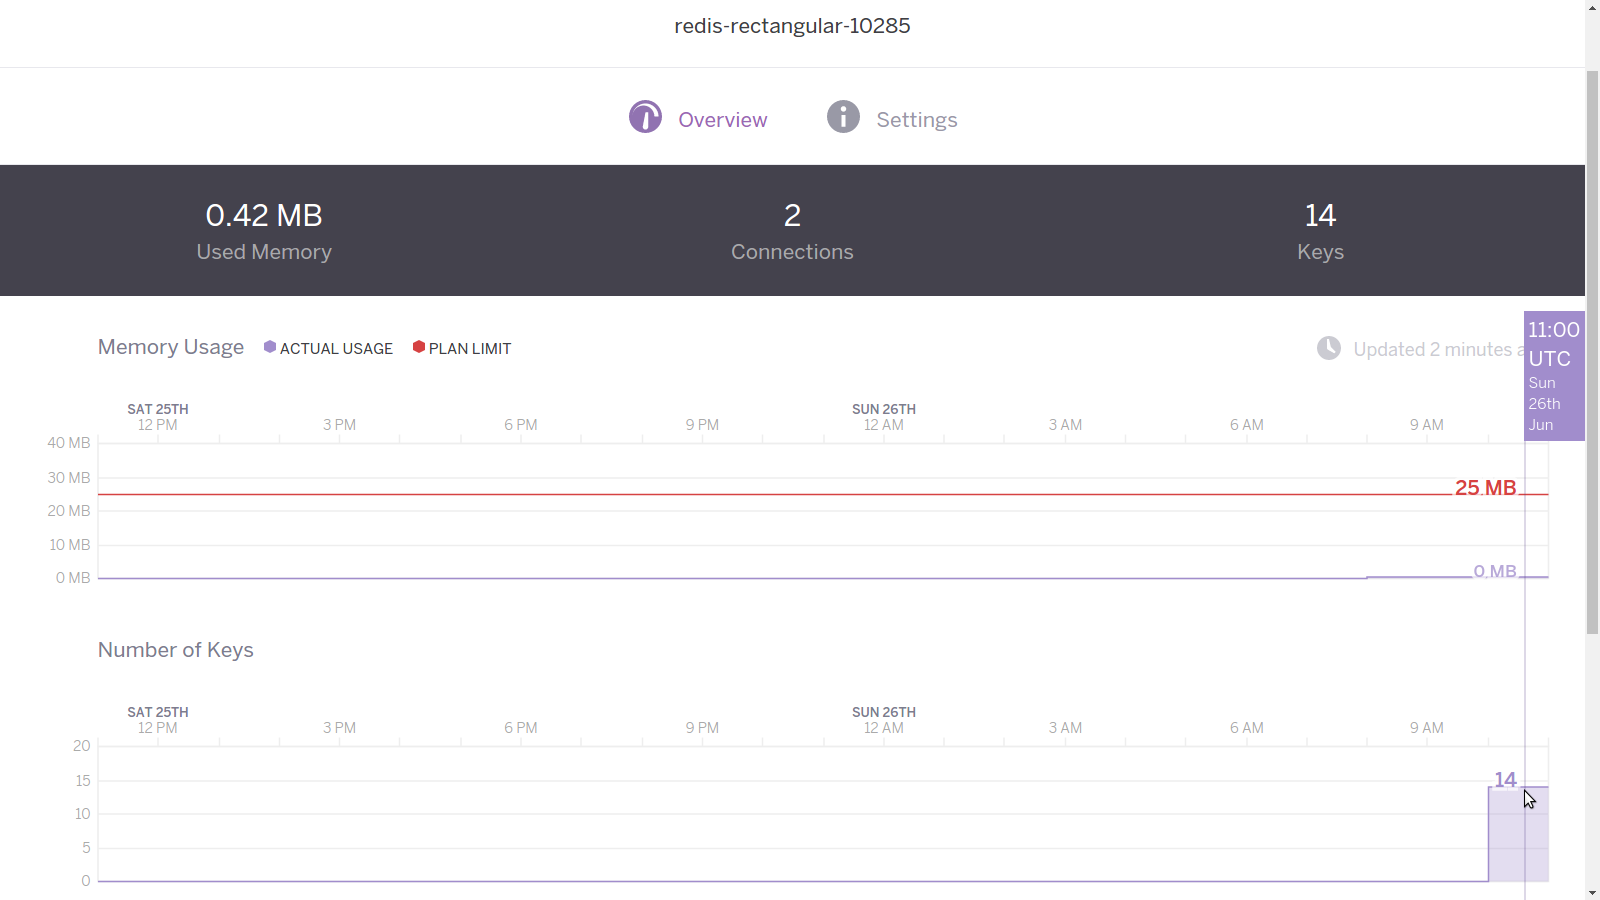 redis-rectangular-10285
Overview Settings
0.42 MB 2 14
Used Memory Connections Keys
Memory Usage ACTUAL USAGE PLAN LIMIT Updated 2 minutes a
11:00
UTC
Sun
26th
Jun
SAT 25TH SUN 26TH
12 PM 3 PM 6 PM 9 PM 12 AM 3 AM 6 AM 9 AM
40 MB
30 MB
25 MB
20 MB
10 MB
0 MB 0 MB
Number of Keys
SAT 25TH SUN 26TH
12 PM 3 PM 6 PM 9 PM 12 AM 3 AM 6 AM 9 AM
20
15 14
10
5
0